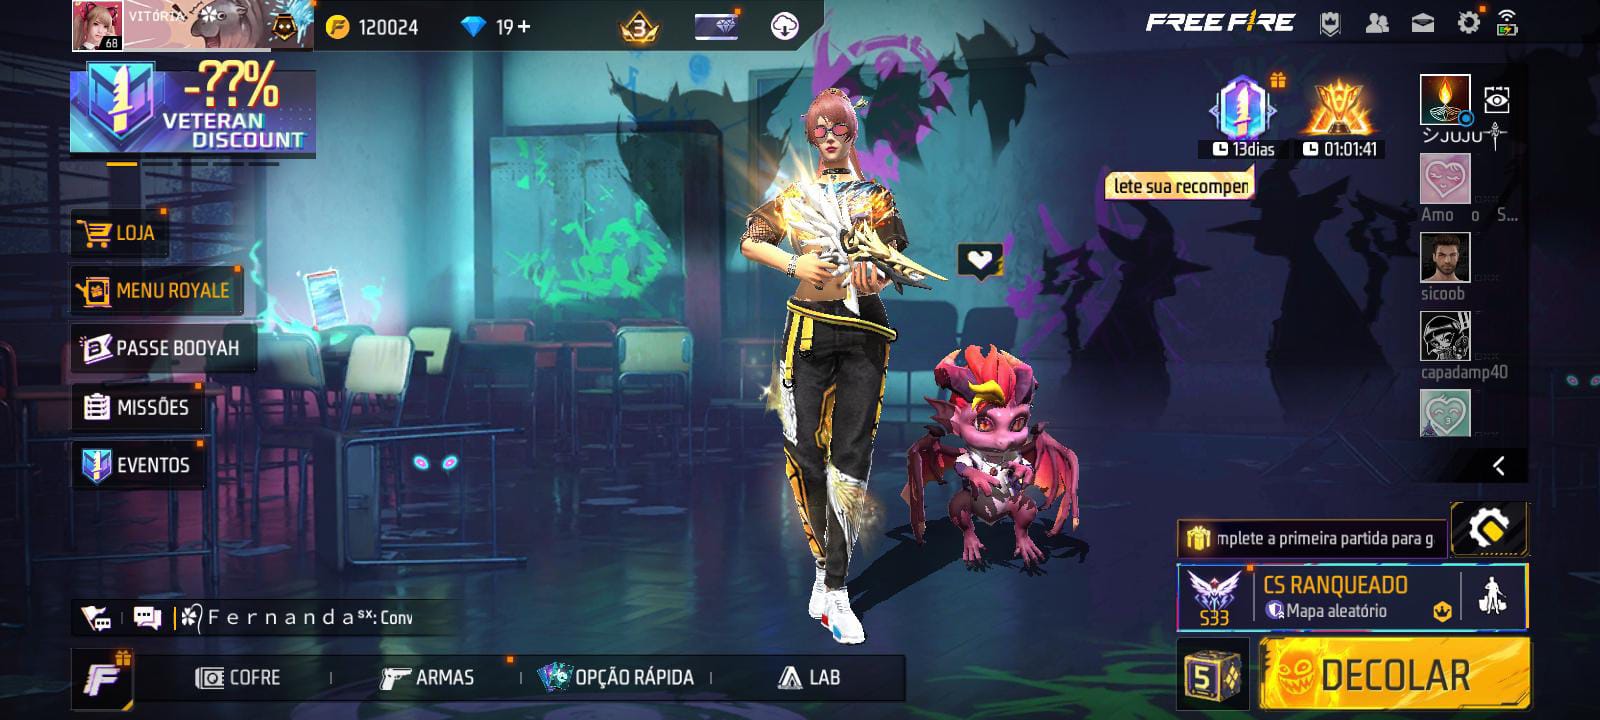 VITÓRIA
68
120024
19+
3
FREE FIRE
-??%
VETERAN
DISCOUNT
13dias
01:01:41
lete sua recompen
シJUJU
Amo o S...
sicoob
capadamp40
LOJA
MENU ROYALE
PASSE BOOYAH
MISSÕES
EVENTOS
mplete a primeira partida para g
CS RANQUEADO
Mapa aleatório
S33
Fernandaˢˣ: Conv
COFRE
ARMAS
OPÇÃO RÁPIDA
LAB
5
DECOLAR